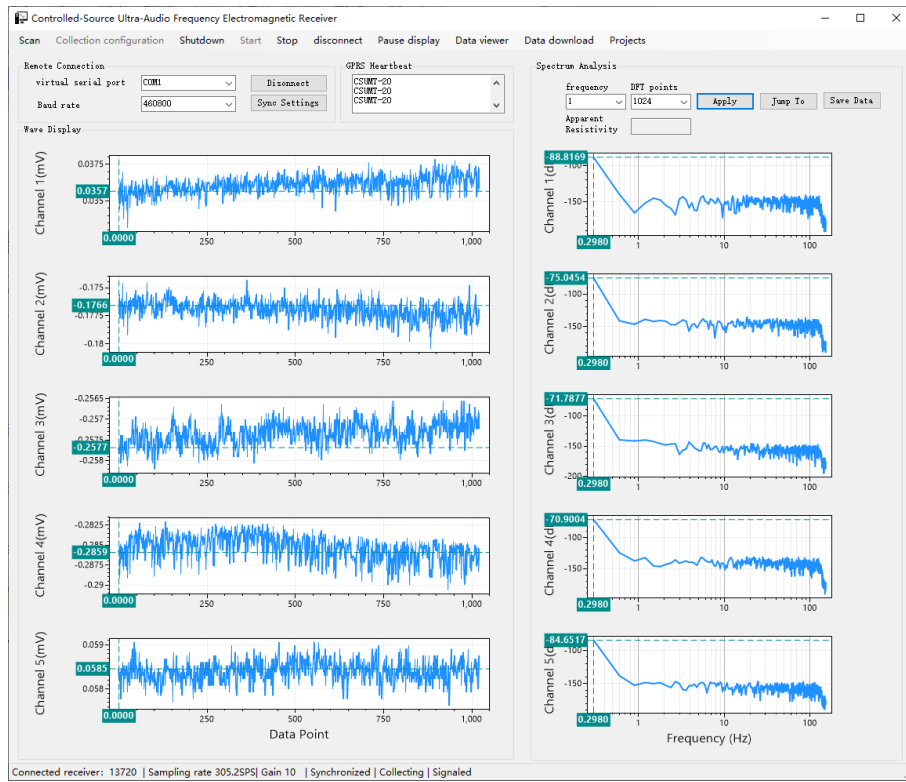 Controlled-Source Ultra-Audio Frequency Electromagnetic Receiver
Scan Collection configuration Shutdown Start Stop disconnect Pause display Data viewer Data download Projects
Remote Connection
virtual serial port COM1 Disonnect
Baud rate 460800 Sync Settings
GPRS Heartbeat
CSUMT-20
CSUMT-20
CSUMT-20
Spectrum Analysis
frequency DFT points
1 1024 Apply Jump To Save Data
Apparent
Resistivity
Wave Display
Channel 1(mV)
0.0375
0.0357
0.035
0.0000 250 500 750 1,000
Channel 2(mV)
-0.175
-0.1766
-0.1775
-0.18
0.0000 250 500 750 1,000
Channel 3(mV)
-0.2565
-0.257
-0.2575
-0.2577
-0.258
0.0000 250 500 750 1,000
Channel 4(mV)
-0.2825
-0.2859
-0.2875
-0.29
0.0000 250 500 750 1,000
Channel 5(mV)
0.059
0.0585
0.058
0.0000 250 500 750 1,000
Data Point
Channel 1(d
-88.8169
-100
-150
0.2980 1 10 100
Channel 2(d
-75.0454
-100
-150
0.2980 1 10 100
Channel 3(d
-71.7877
-100
-150
-200
0.2980 1 10 100
Channel 4(d
-70.9004
-100
-150
0.2980 1 10 100
Channel 5(d
-84.6517
-100
-150
0.2980 1 10 100
Frequency (Hz)
Connected receiver: 13720 | Sampling rate 305.2SPS| Gain 10 | Synchronized | Collecting | Signaled